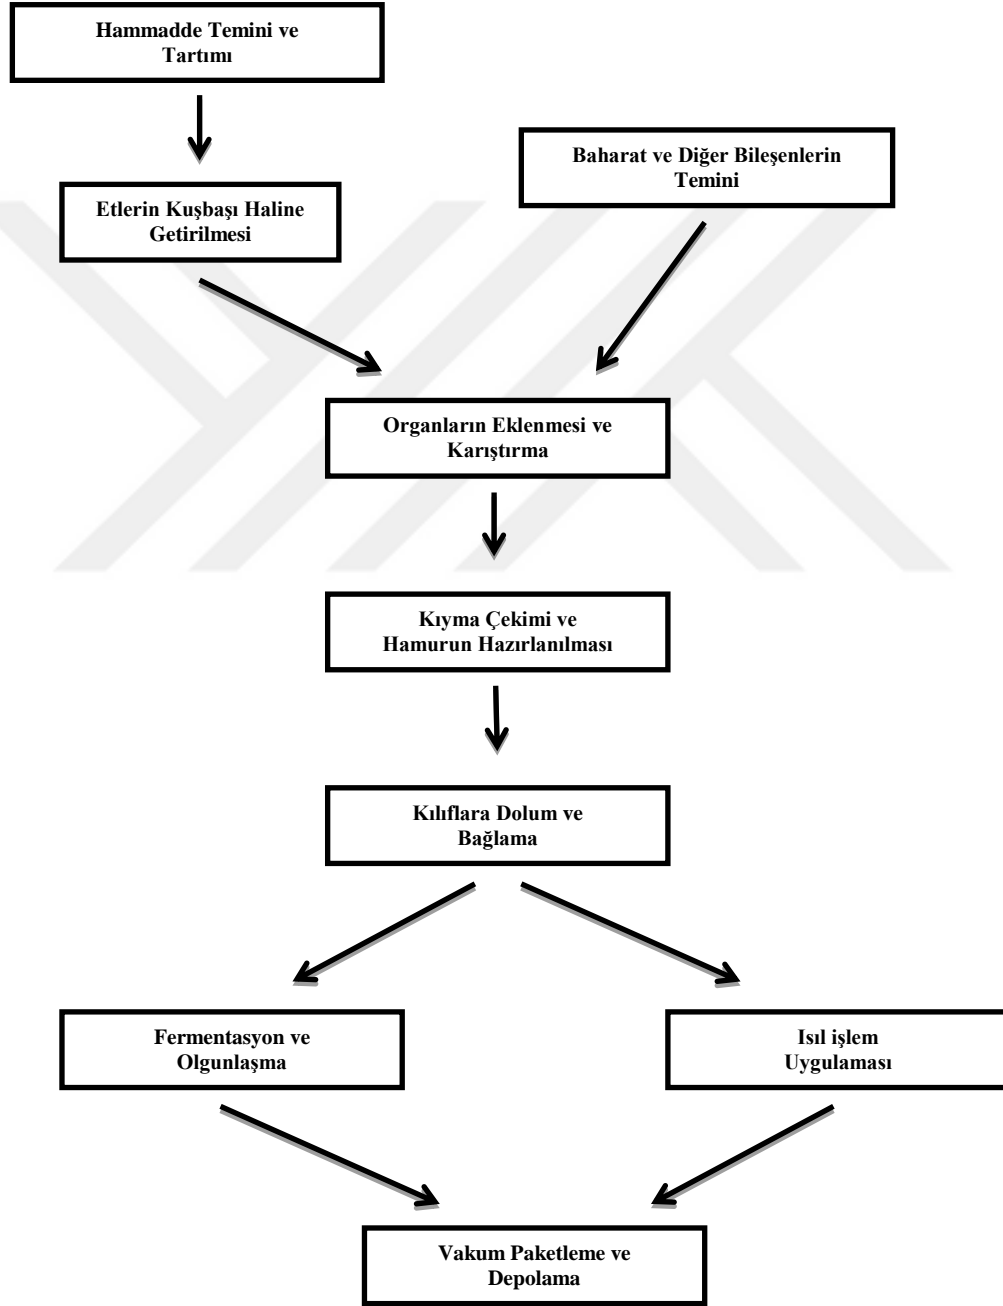 Hammadde Temini ve
Tartımı
Baharat ve Diğer Bileşenlerin
Temini
Etlerin Kuşbaşı Haline
Getirilmesi
Organların Eklenmesi ve
Karıştırma
Kıyma Çekimi ve
Hamurun Hazırlanılması
Kılıflara Dolum ve
Bağlama
Fermentasyon ve
Olgunlaşma
Isıl işlem
Uygulaması
Vakum Paketleme ve
Depolama